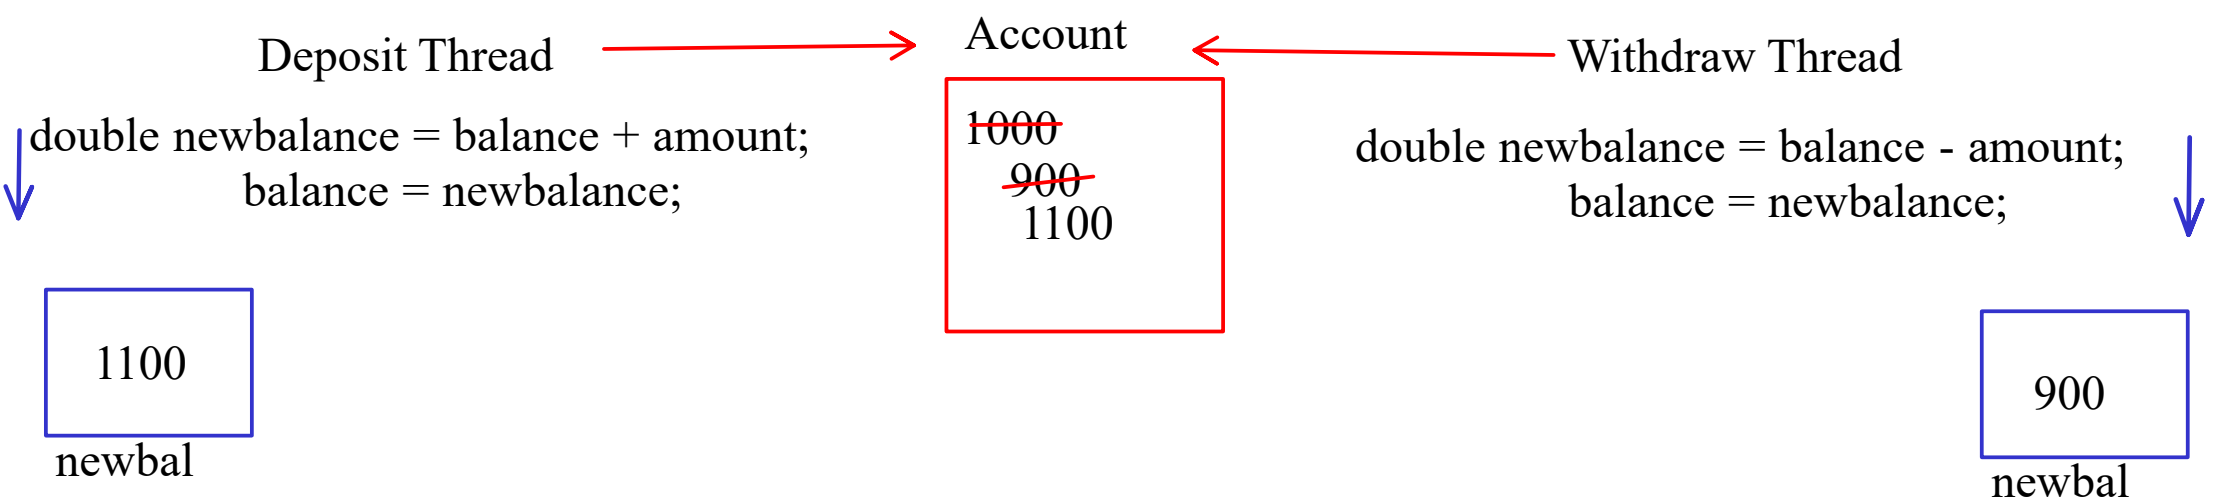 Deposit Thread
double newbalance = balance + amount;
balance = newbalance;
1100
newbal
Account
1000
900
1100
Withdraw Thread
double newbalance = balance - amount;
balance = newbalance;
900
newbal